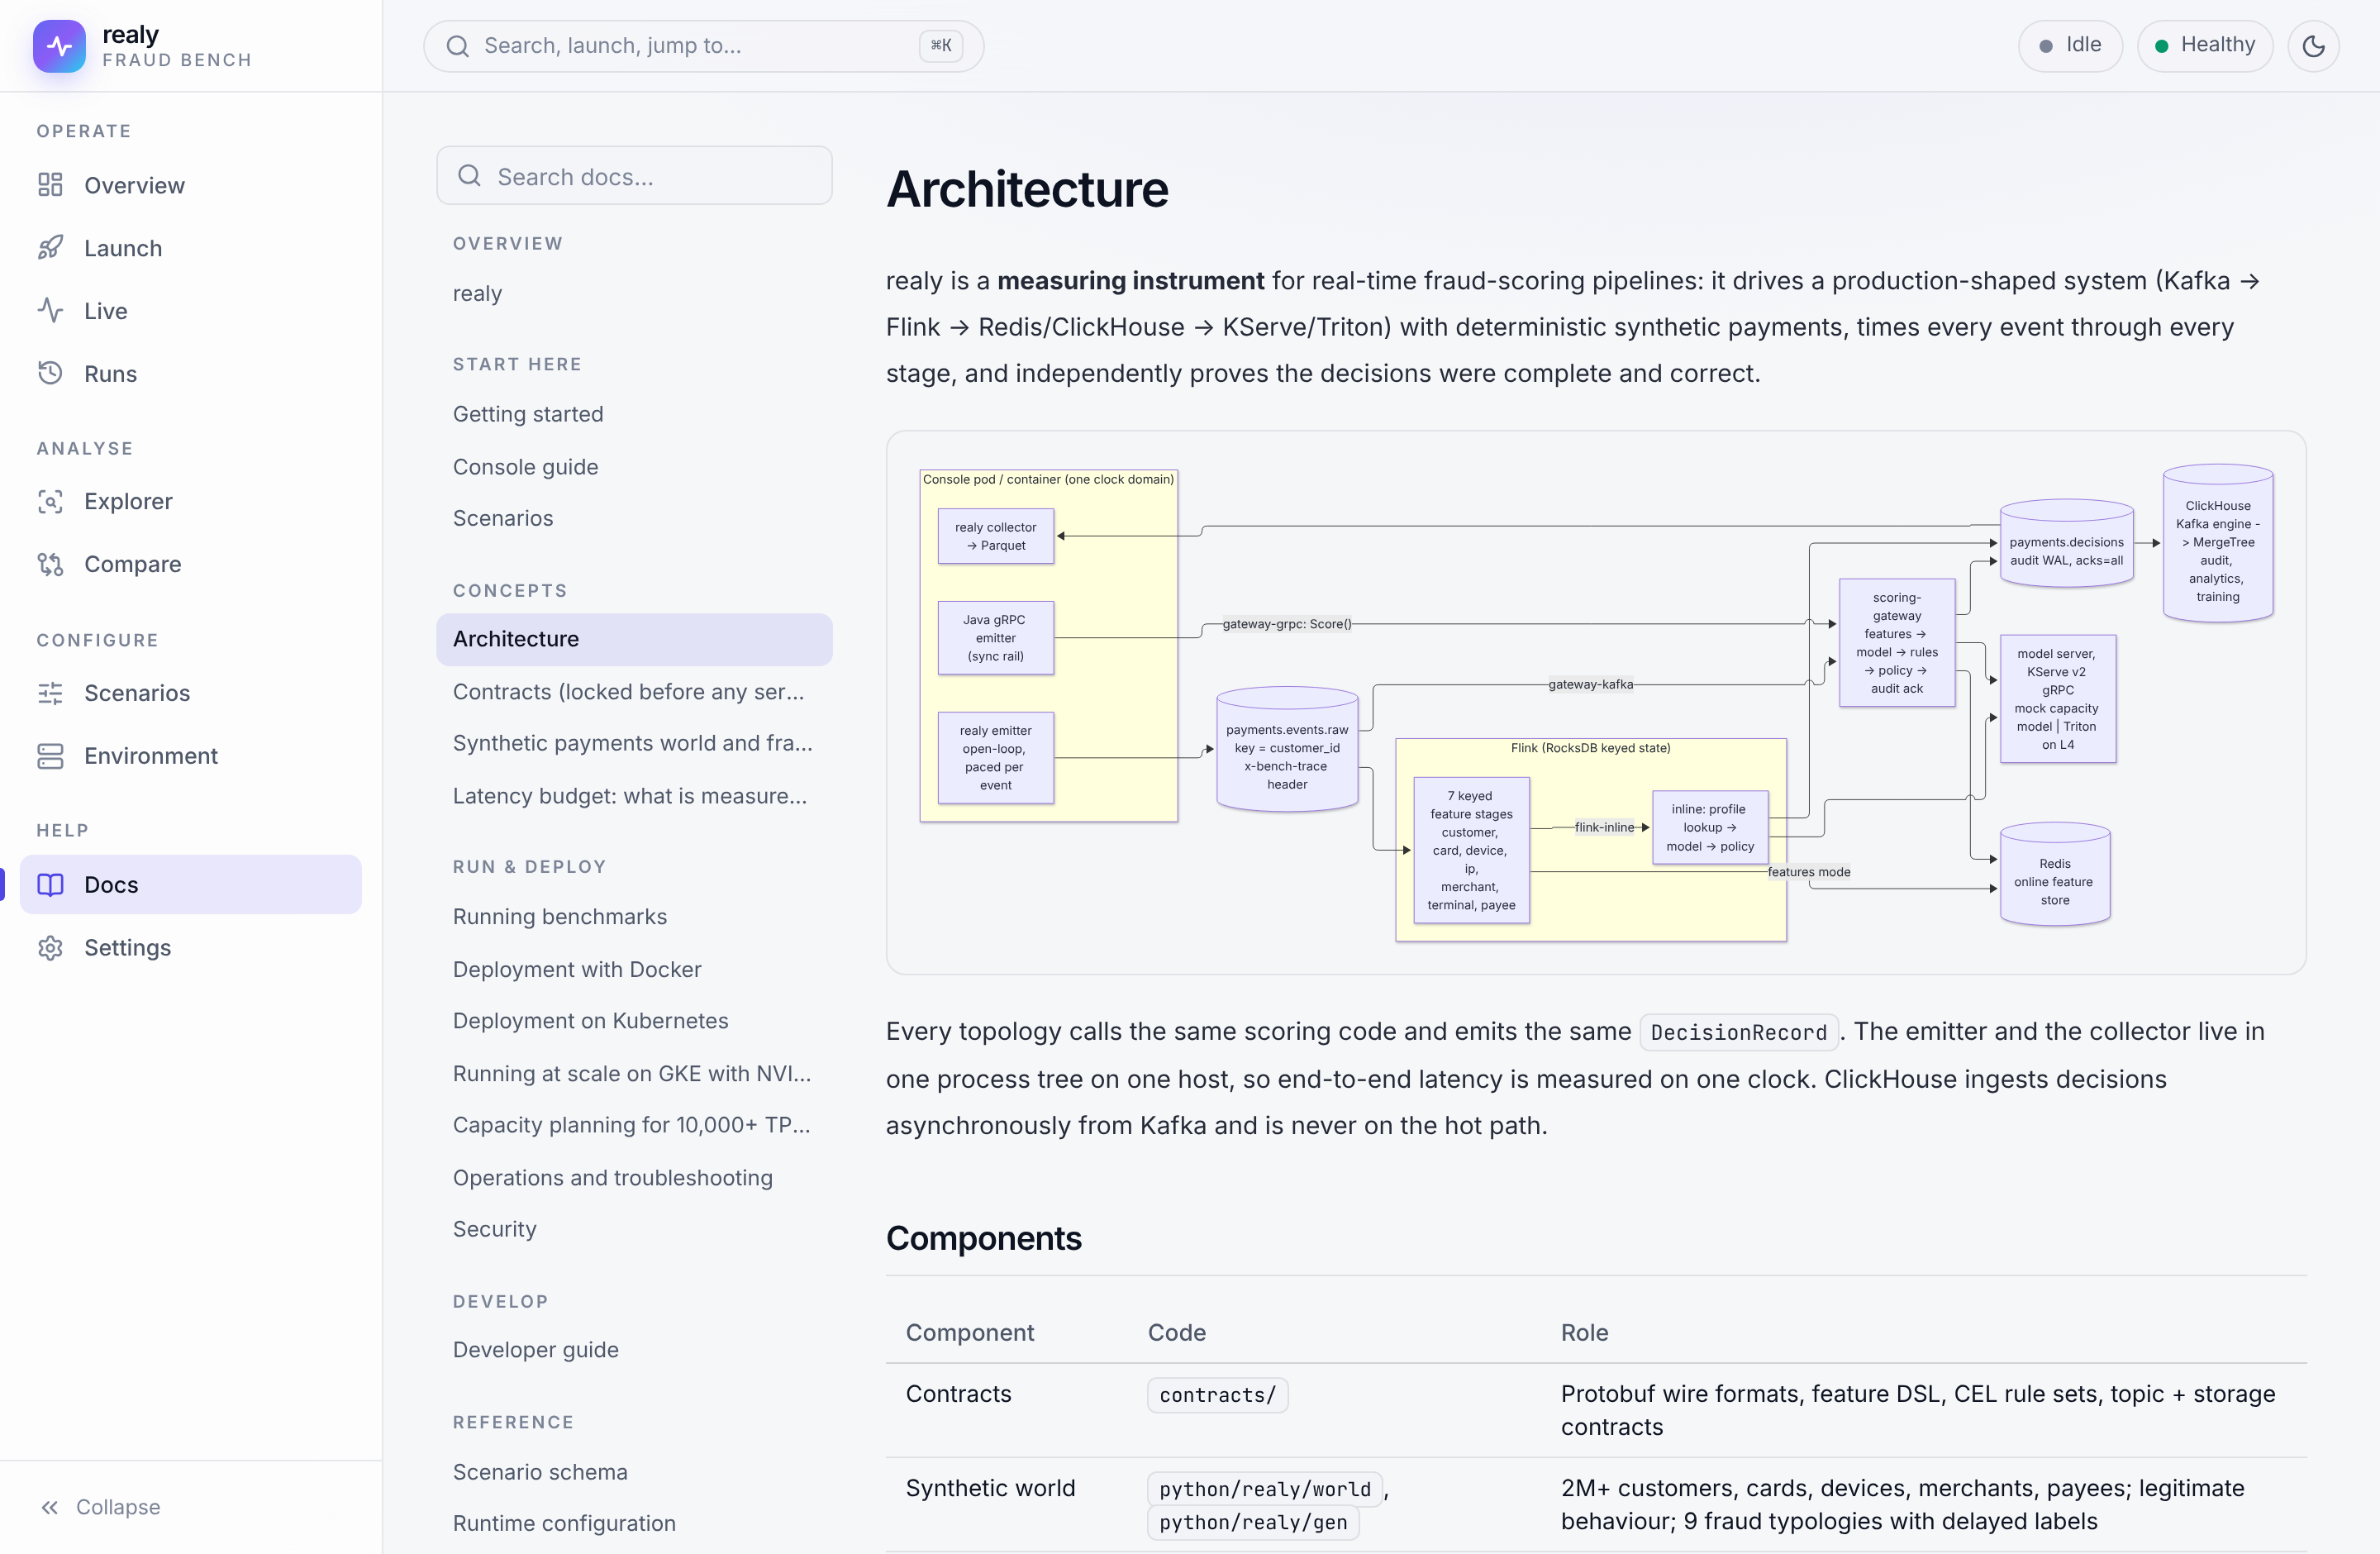 realy
FRAUD BENCH
OPERATE
Overview
Launch
Live
Runs
ANALYSE
Explorer
Compare
CONFIGURE
Scenarios
Environment
HELP
Docs
Settings
Collapse
Search, launch, jump to...
⌘K
Idle
Healthy
Search docs...
OVERVIEW
realy
START HERE
Getting started
Console guide
Scenarios
CONCEPTS
Architecture
Contracts (locked before any ser...
Synthetic payments world and fra...
Latency budget: what is measure...
RUN & DEPLOY
Running benchmarks
Deployment with Docker
Deployment on Kubernetes
Running at scale on GKE with NVI...
Capacity planning for 10,000+ TP...
Operations and troubleshooting
Security
DEVELOP
Developer guide
REFERENCE
Scenario schema
Runtime configuration
Architecture
realy is a measuring instrument for real-time fraud-scoring pipelines: it drives a production-shaped system (Kafka →
Flink → Redis/ClickHouse → KServe/Triton) with deterministic synthetic payments, times every event through every
stage, and independently proves the decisions were complete and correct.
Console pod / container (one clock domain)
realy collector
→ Parquet
Java gRPC
emitter
(sync rail)
realy emitter
open-loop,
paced per
event
payments.events.raw
key = customer_id
x-bench-trace
header
gateway-grpc: Score()
gateway-kafka
Flink (RocksDB keyed state)
7 keyed
feature stages
customer,
card, device,
ip,
merchant,
terminal, payee
flink-inline
inline: profile
lookup →
model → policy
features mode
scoring-
gateway
features →
model → rules
→ policy →
audit ack
payments.decisions
audit WAL, acks=all
ClickHouse
Kafka engine -
> MergeTree
audit,
analytics,
training
model server,
KServe v2
gRPC
mock capacity
model | Triton
on L4
Redis
online feature
store
Every topology calls the same scoring code and emits the same DecisionRecord. The emitter and the collector live in
one process tree on one host, so end-to-end latency is measured on one clock. ClickHouse ingests decisions
asynchronously from Kafka and is never on the hot path.
Components
Component Code Role
Contracts contracts/ Protobuf wire formats, feature DSL, CEL rule sets, topic + storage
contracts
Synthetic world python/realy/world, 2M+ customers, cards, devices, merchants, payees; legitimate
python/realy/gen behaviour; 9 fraud typologies with delayed labels